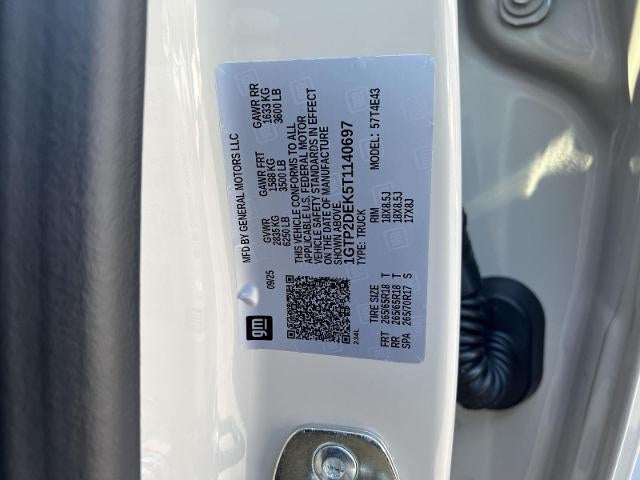 MFD BY GENERAL MOTORS LLC
09/25
GVWR
2835 KG
6250 LB
GAWR FRT
1588 KG
3500 LB
GAWR RR
1633 KG
3600 LB
THIS VEHICLE CONFORMS TO ALL
APPLICABLE U.S. FEDERAL MOTOR
VEHICLE SAFETY STANDARDS IN EFFECT
ON THE DATE OF MANUFACTURE
SHOWN ABOVE.
1GTP2DEK5T1140697
TYPE: TRUCK MODEL: 57T4E43
gm
234L
TIRE SIZE RIM
FRT 265/65R18 T 18X8.5J
RR 265/65R18 T 18X8.5J
SPA 265/70R17 S 17X8J